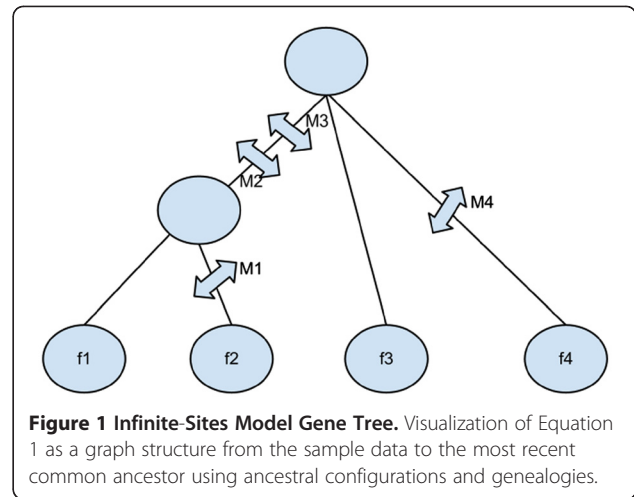 M3
M2
M4
M1
f1
f2
f3
f4
Figure 1 Infinite-Sites Model Gene Tree. Visualization of Equation
1 as a graph structure from the sample data to the most recent
common ancestor using ancestral configurations and genealogies.